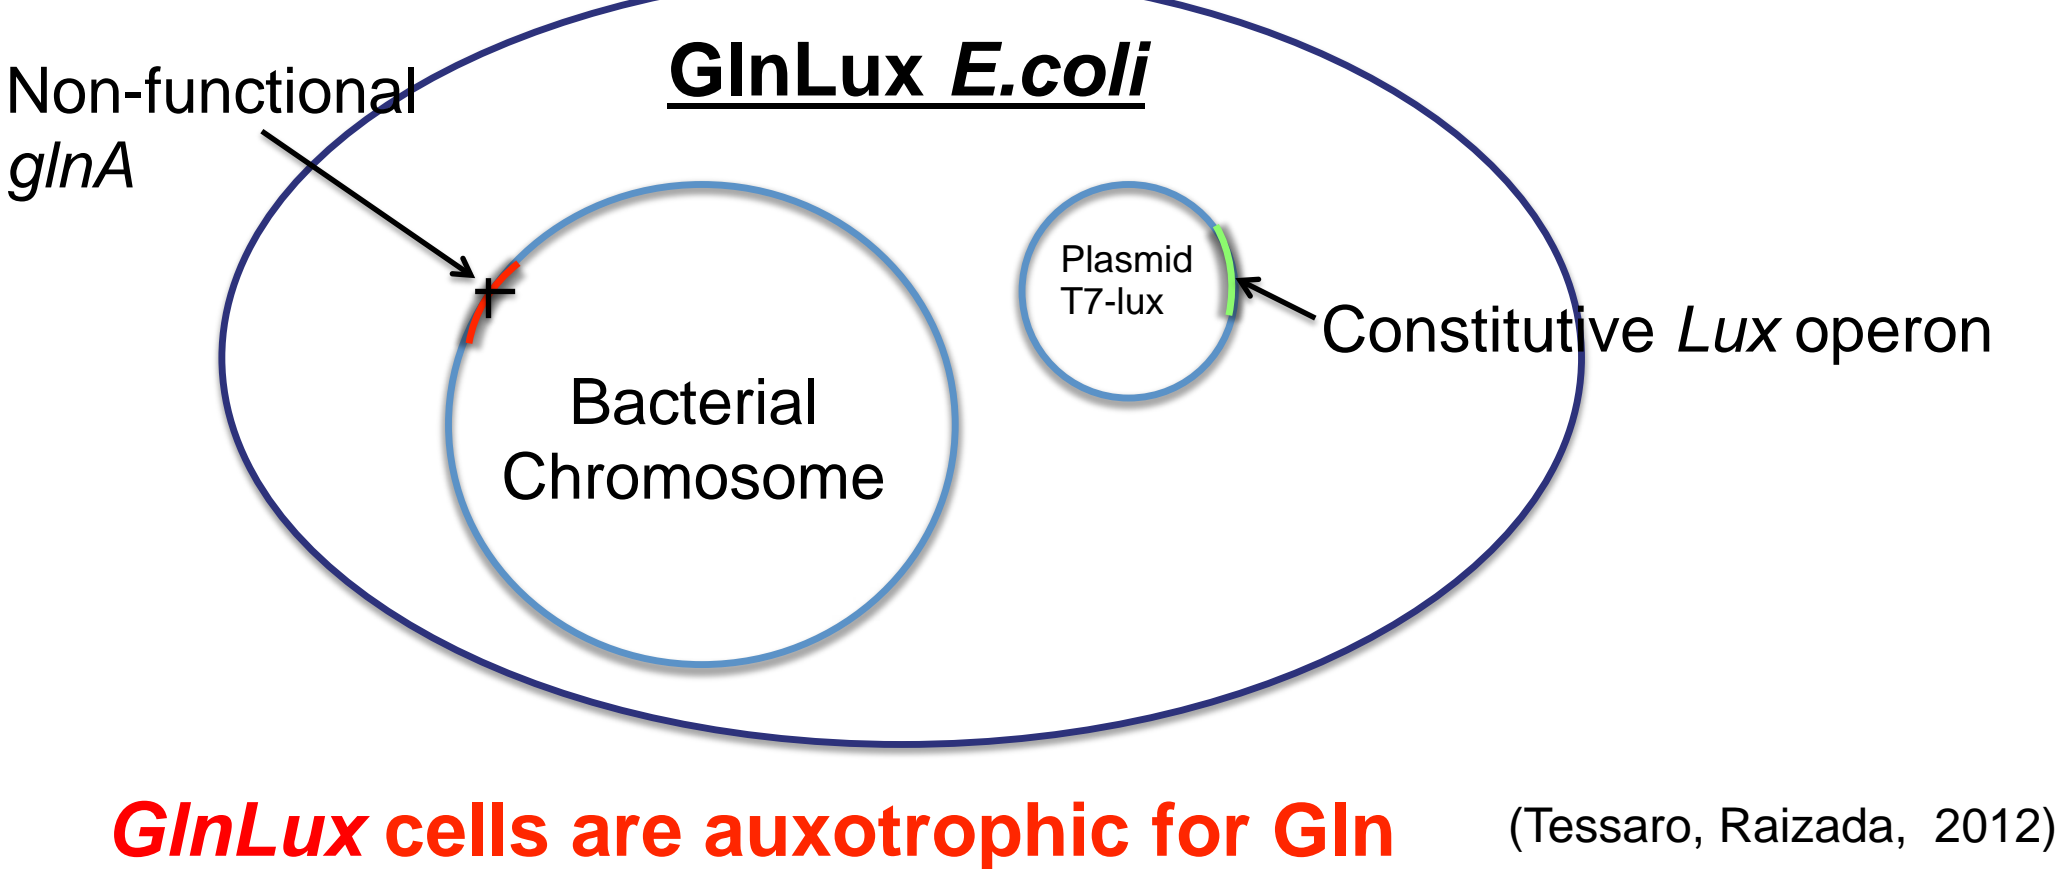 GlnLux E.coli
Non-functional
glnA
Plasmid
T7-lux
Constitutive Lux operon
Bacterial
Chromosome
GlnLux cells are auxotrophic for Gln
(Tessaro, Raizada, 2012)